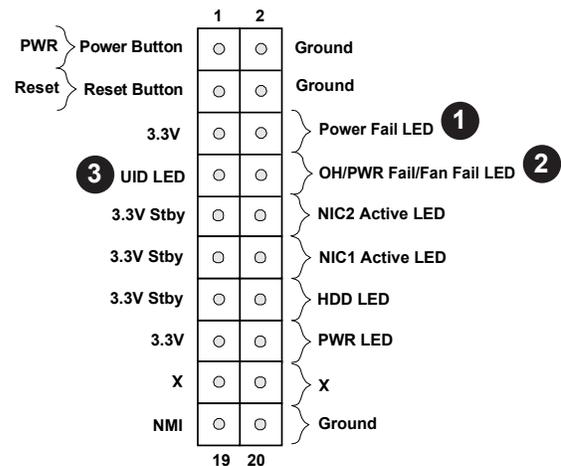 1 2
PWR Power Button Ground
Reset Reset Button Ground
3.3V Power Fail LED 1
3 UID LED OH/PWR Fail/Fan Fail LED 2
3.3V Stby NIC2 Active LED
3.3V Stby NIC1 Active LED
3.3V Stby HDD LED
3.3V PWR LED
X X
NMI Ground
19 20